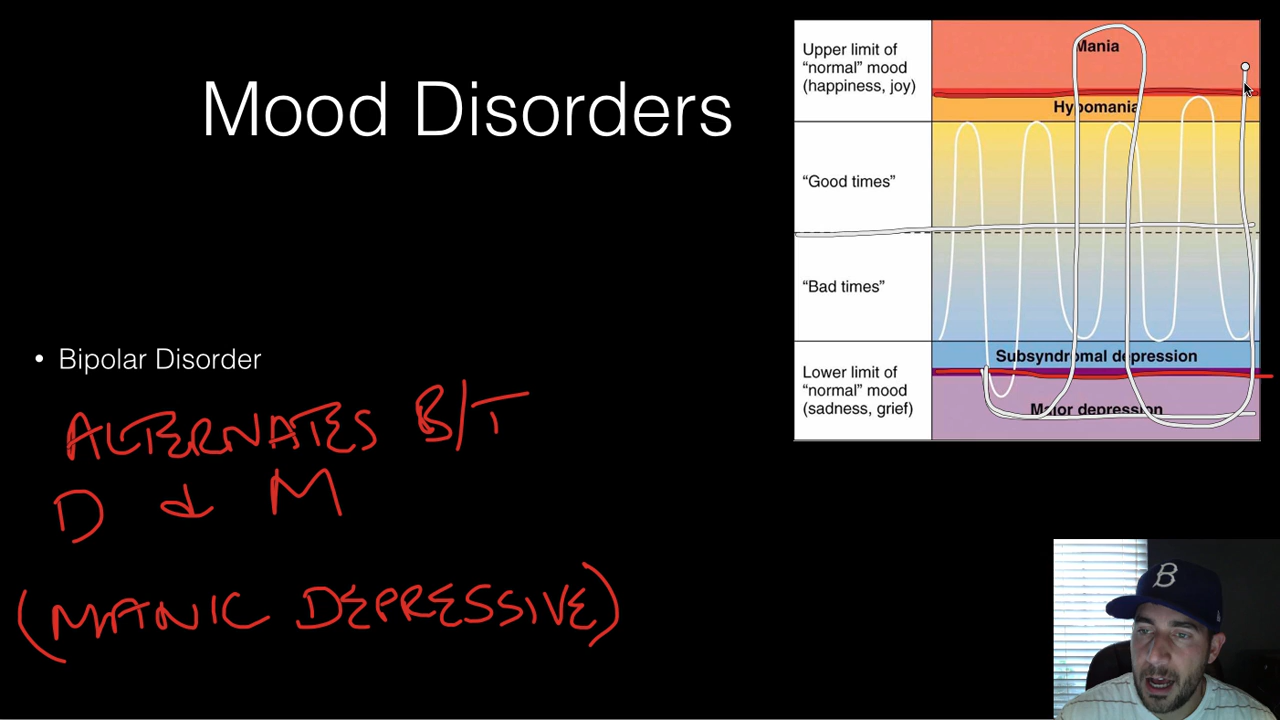 Mood Disorders
• Bipolar Disorder
ALTERNATES B/T
D & M
(MANIC DEPRESSIVE)
Upper limit of
“normal” mood
(happiness, joy)
“Good times”
“Bad times”
Lower limit of
“normal” mood
(sadness, grief)
Mania
Hypomania
Subsyndromal depression
Major depression
B